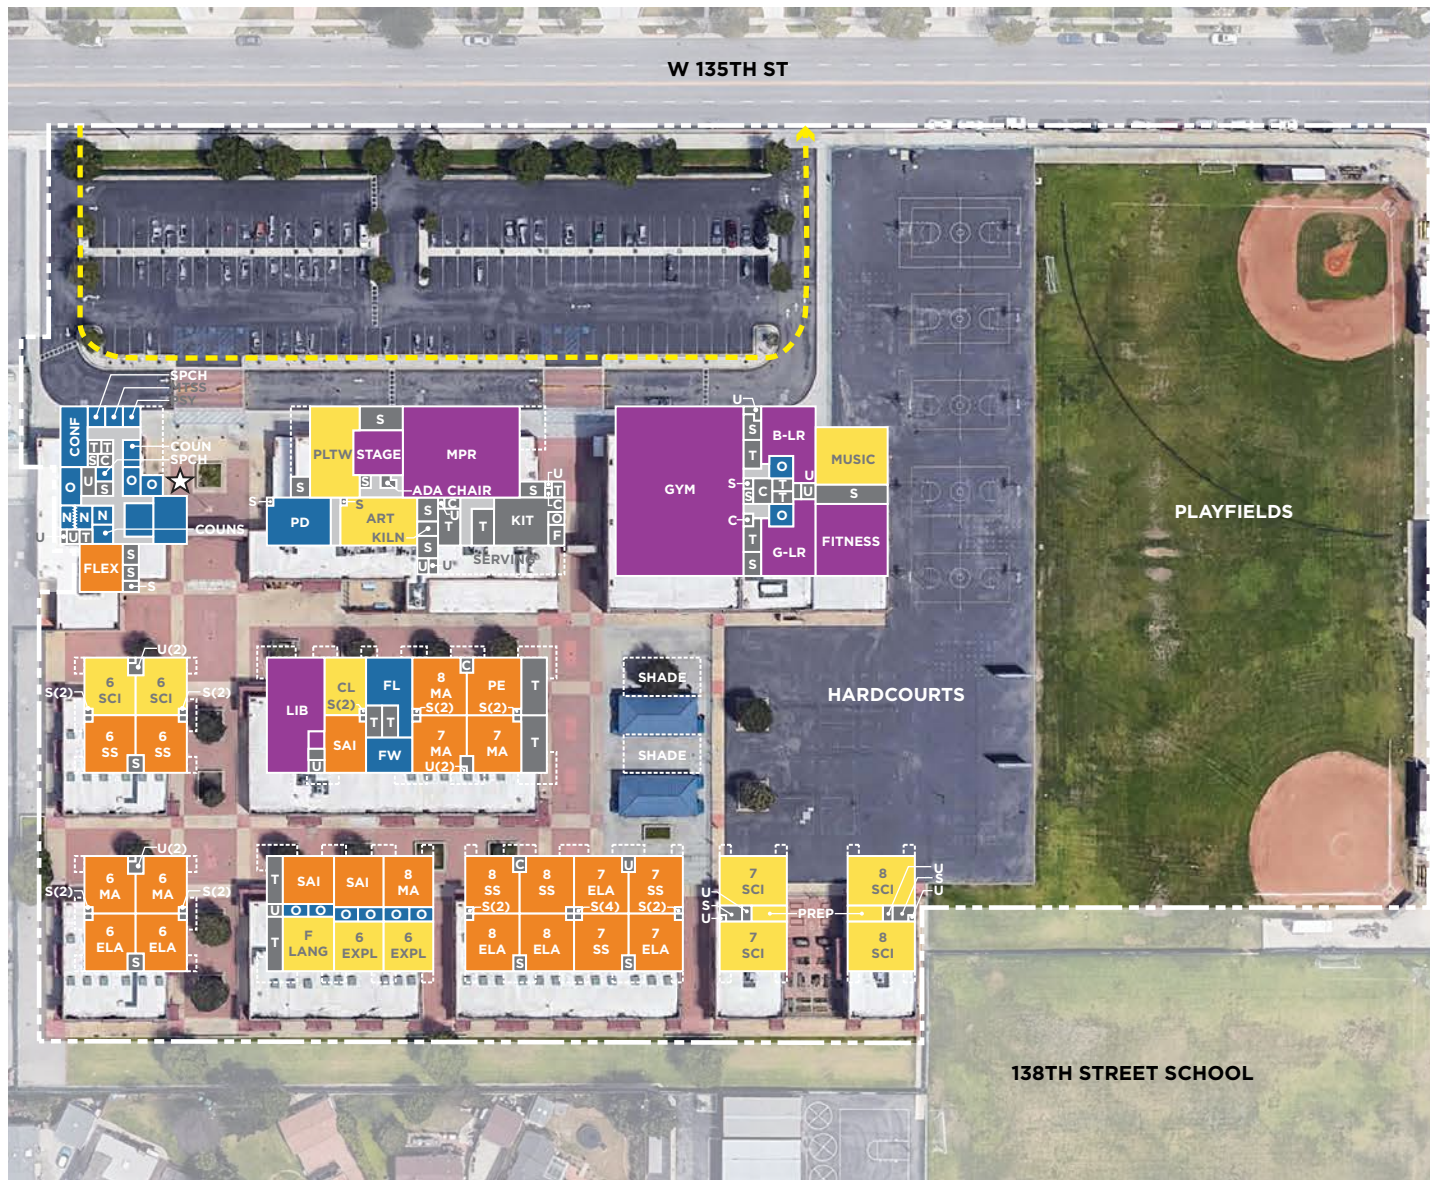 W 135TH ST
SPCH
MTSS
PSY
CONF
T T
S C
COUN
SPCH
O
U
S
O
O
N N N
COUNS
U
U T
FLEX
S
S
S
PLTW
S
STAGE
MPR
S
ADA CHAIR
S
S
PD
ART
KILN
S
C
U
T
S
U
U
T
KIT
SERVING
S
U
T
C
O
F
GYM
U
S
T
B-LR
MUSIC
O
S
S
C
T
T
U
U
S
C
O
T
S
G-LR
FITNESS
PLAYFIELDS
HARDCOURTS
SHADE
SHADE
U(2)
6
SCI
6
SCI
S(2)
S(2)
6
SS
6
SS
S
LIB
U
CL
S(2)
SAI
FL
T T
FW
8
MA
C
PE
S(2)
S(2)
7
MA
7
MA
U(2)
T
T
U(2)
6
MA
6
MA
S(2)
S(2)
6
ELA
6
ELA
S
T
SAI
SAI
8
MA
U
O O O O O O
T
F
LANG
6
EXPL
6
EXPL
8
SS
C
8
SS
7
ELA
U
7
SS
S(2)
S(4)
S(2)
8
ELA
8
ELA
7
SS
7
ELA
S
S
7
SCI
U
S
U
PREP
7
SCI
8
SCI
U
S
U
8
SCI
138TH STREET SCHOOL